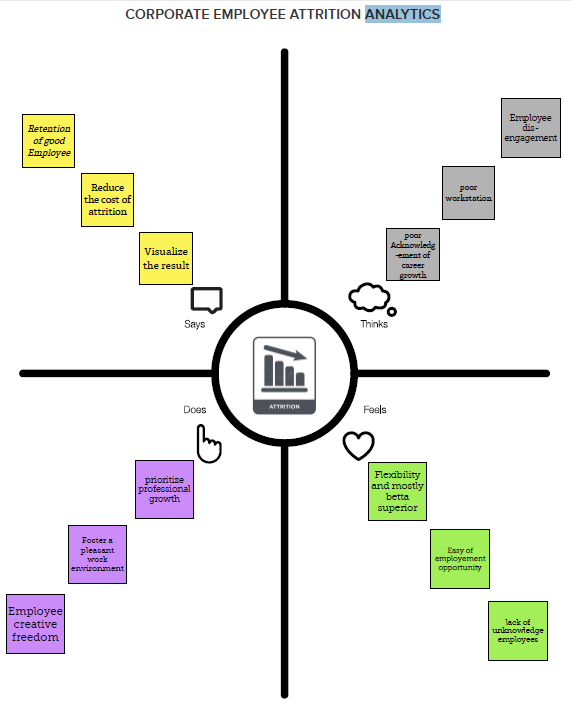 CORPORATE EMPLOYEE ATTRITION ANALYTICS
Retention
of good
Employee
Reduce
the cost of
attrition
Visualize
the result
Says
Employee
dis-
engagement
poor
workstation
poor
Acknowledg
-ement of
career
growth
Thinks
ATTRITION
Does
prioritize
professional
growth
Foster a
pleasant
work
environment
Employee
creative
freedom
Feels
Flexibility
and mostly
betta
superior
Easy of
employement
opportunity
lack of
unknowledge
employees